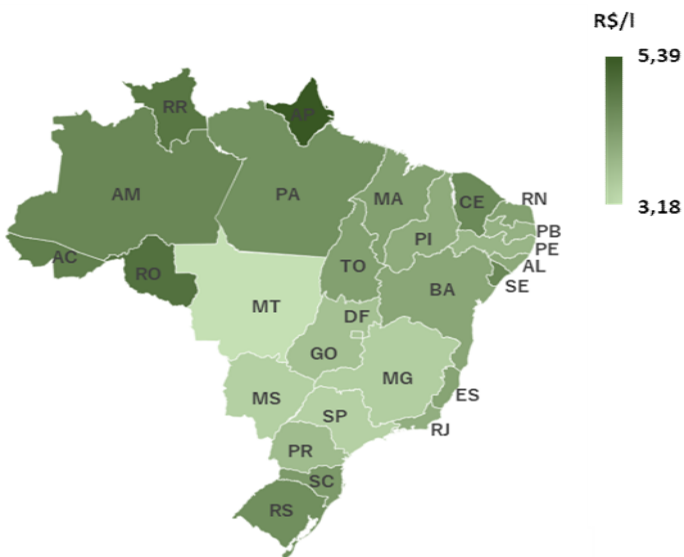 R$/l
5,39
3,18
RR
AP
AM
PA
MA
CE
RN
PB
PE
AL
SE
PI
AC
RO
TO
BA
MT
DF
GO
MG
ES
MS
SP
RJ
PR
SC
RS